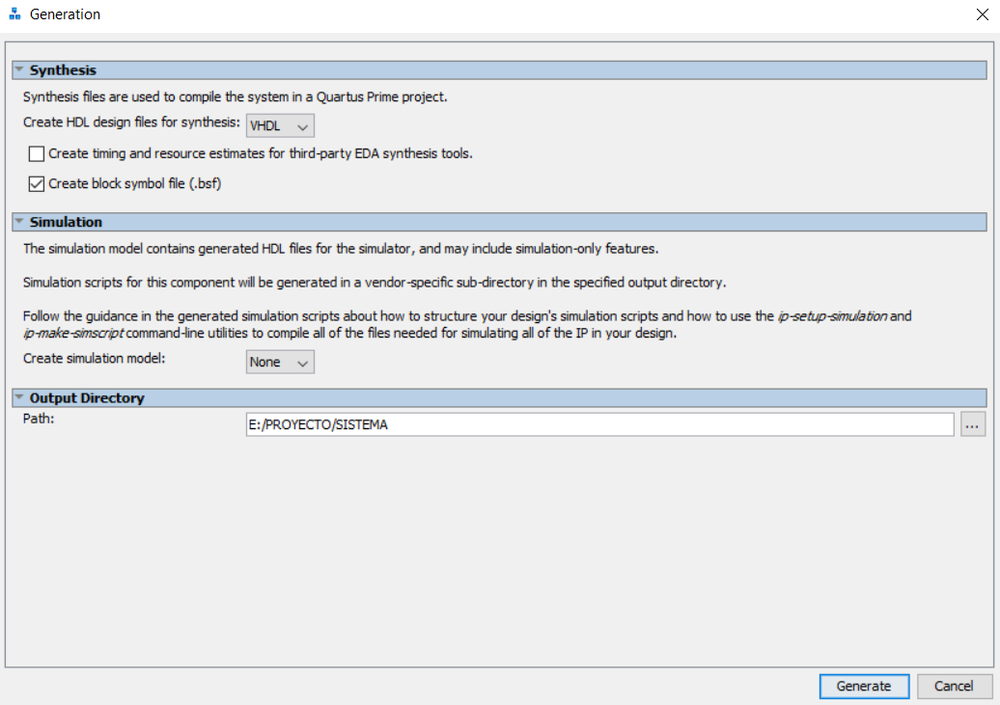 Generation
Synthesis
Synthesis files are used to compile the system in a Quartus Prime project.
Create HDL design files for synthesis: VHDL
Create timing and resource estimates for third-party EDA synthesis tools.
Create block symbol file (.bsf)
Simulation
The simulation model contains generated HDL files for the simulator, and may include simulation-only features.
Simulation scripts for this component will be generated in a vendor-specific sub-directory in the specified output directory.
Follow the guidance in the generated simulation scripts about how to structure your design's simulation scripts and how to use the ip-setup-simulation and
ip-make-simscript command-line utilities to compile all of the files needed for simulating all of the IP in your design.
Create simulation model: None
Output Directory
Path: E:/PROYECTO/SISTEMA ...
Generate Cancel